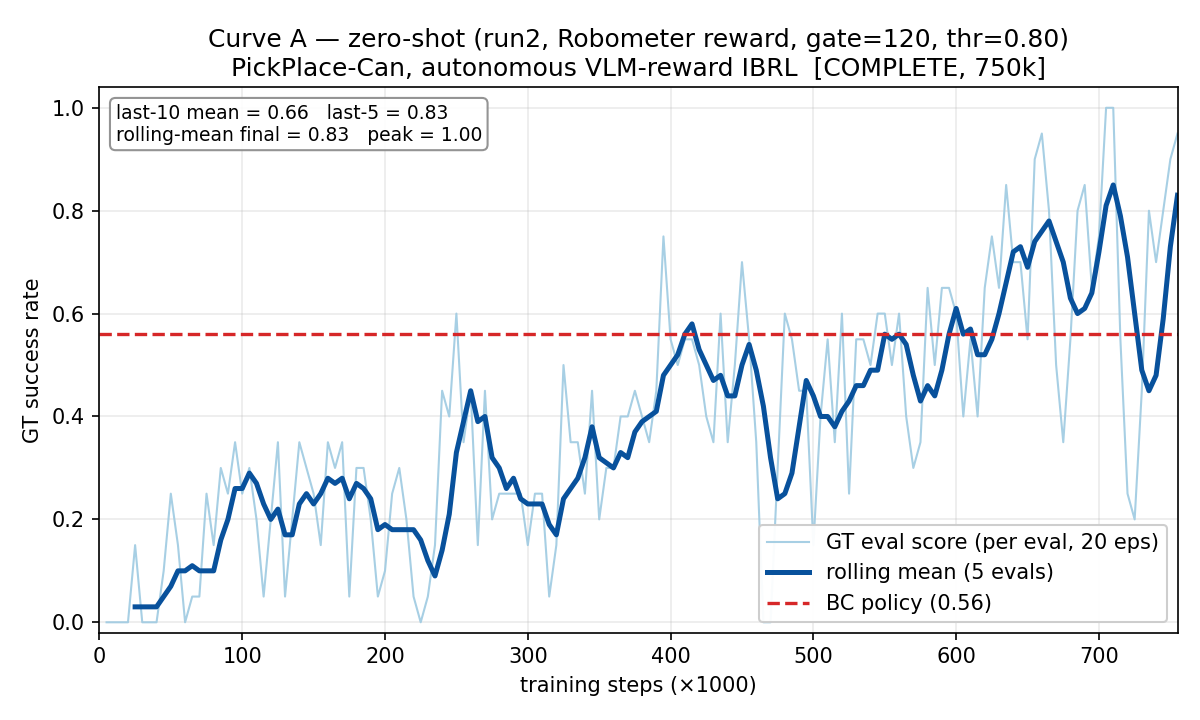 Curve A — zero-shot (run2, Robometer reward, gate=120, thr=0.80)
PickPlace-Can, autonomous VLM-reward IBRL  [COMPLETE, 750k]
last-10 mean = 0.66   last-5 = 0.83
rolling-mean final = 0.83   peak = 1.00
GT success rate
1.0
0.8
0.6
0.4
0.2
0.0
GT eval score (per eval, 20 eps)
rolling mean (5 evals)
BC policy (0.56)
0 100 200 300 400 500 600 700
training steps (×1000)